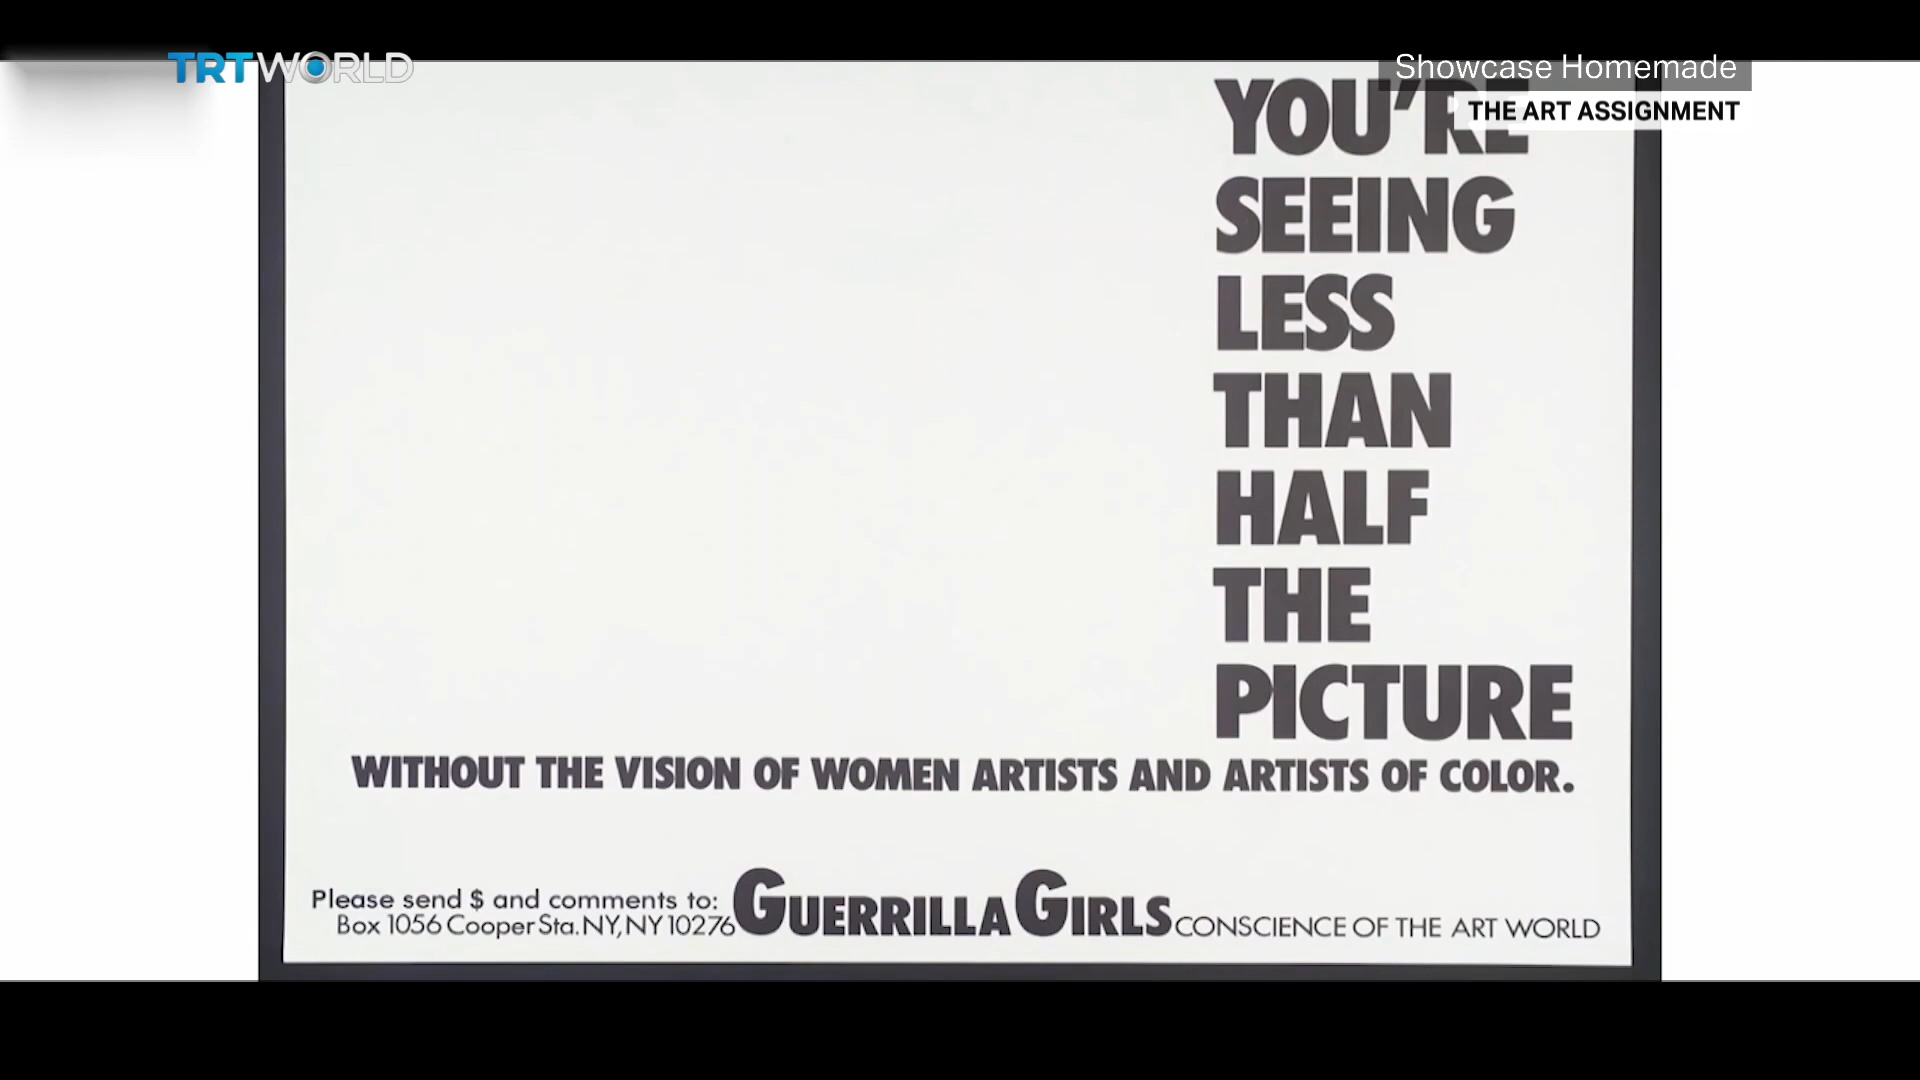 TRTWORLD
Showcase Homemade
THE ART ASSIGNMENT
YOU'RE
SEEING
LESS
THAN
HALF
THE
PICTURE
WITHOUT THE VISION OF WOMEN ARTISTS AND ARTISTS OF COLOR.
Please send $ and comments to:
Box 1056 Cooper Sta. NY, NY 10276
GUERRILLA GIRLS CONSCIENCE OF THE ART WORLD